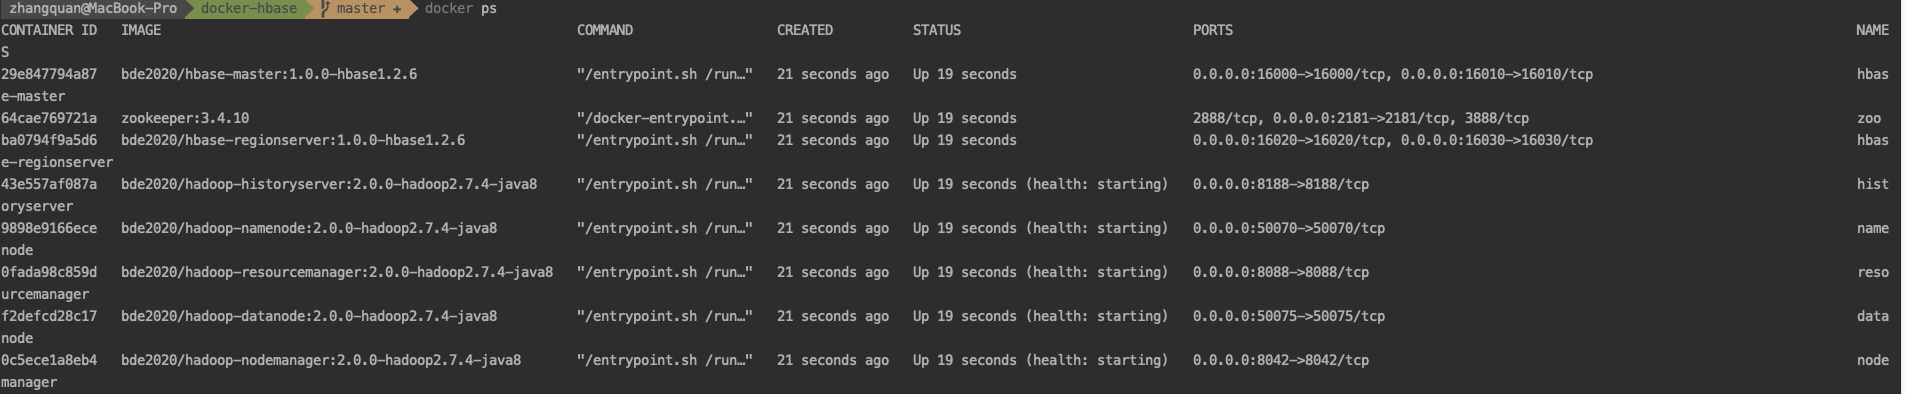 zhangquan@MacBook-Pro docker-hbase master + docker ps
CONTAINER ID IMAGE COMMAND CREATED STATUS PORTS NAME
S
29e847794a87 bde2020/hbase-master:1.0.0-hbase1.2.6 "/entrypoint.sh /run…" 21 seconds ago Up 19 seconds 0.0.0.0:16000->16000/tcp, 0.0.0.0:16010->16010/tcp hbas
e-master
64cae769721a zookeeper:3.4.10 "/docker-entrypoint.…" 21 seconds ago Up 19 seconds 2888/tcp, 0.0.0.0:2181->2181/tcp, 3888/tcp zoo
ba0794f9a5d6 bde2020/hbase-regionserver:1.0.0-hbase1.2.6 "/entrypoint.sh /run…" 21 seconds ago Up 19 seconds 0.0.0.0:16020->16020/tcp, 0.0.0.0:16030->16030/tcp hbas
e-regionserver
43e557af087a bde2020/hadoop-historyserver:2.0.0-hadoop2.7.4-java8 "/entrypoint.sh /run…" 21 seconds ago Up 19 seconds (health: starting) 0.0.0.0:8188->8188/tcp hist
oryserver
9898e9166ece bde2020/hadoop-namenode:2.0.0-hadoop2.7.4-java8 "/entrypoint.sh /run…" 21 seconds ago Up 19 seconds (health: starting) 0.0.0.0:50070->50070/tcp name
node
0fada98c859d bde2020/hadoop-resourcemanager:2.0.0-hadoop2.7.4-java8 "/entrypoint.sh /run…" 21 seconds ago Up 19 seconds (health: starting) 0.0.0.0:8088->8088/tcp reso
urcemanager
f2defcd28c17 bde2020/hadoop-datanode:2.0.0-hadoop2.7.4-java8 "/entrypoint.sh /run…" 21 seconds ago Up 19 seconds (health: starting) 0.0.0.0:50075->50075/tcp data
node
0c5ece1a8eb4 bde2020/hadoop-nodemanager:2.0.0-hadoop2.7.4-java8 "/entrypoint.sh /run…" 21 seconds ago Up 19 seconds (health: starting) 0.0.0.0:8042->8042/tcp node
manager